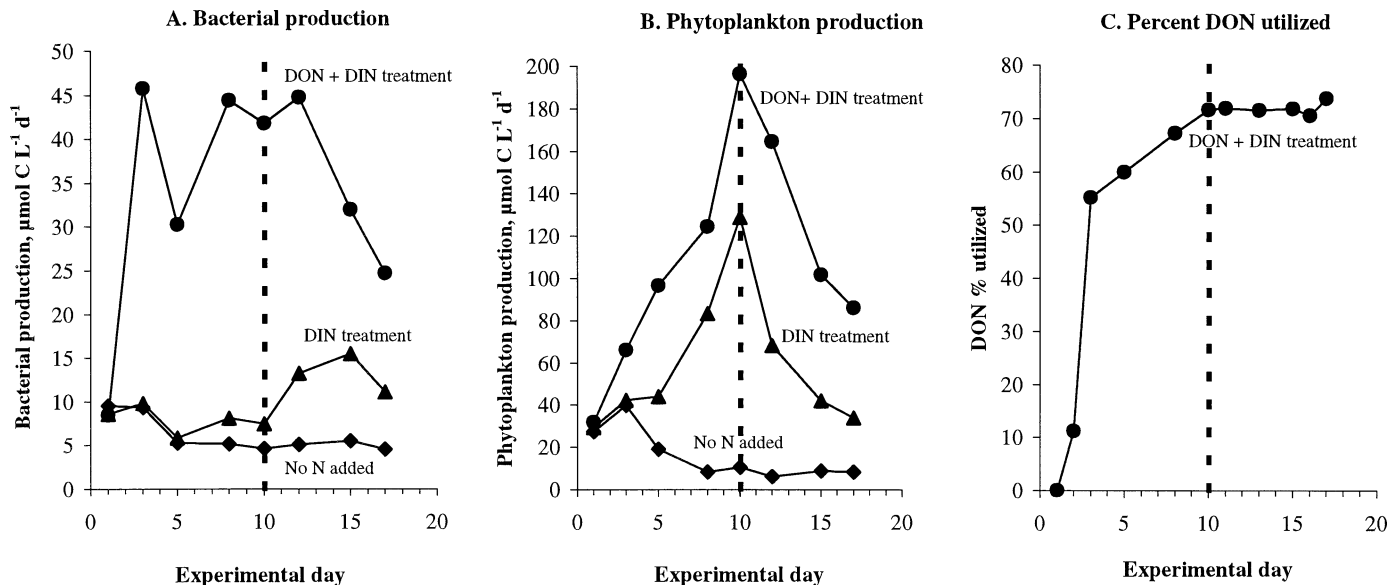 A. Bacterial production
Bacterial production, µmol C L-1 d-1
50
45
40
35
30
25
20
15
10
5
0
DON + DIN treatment
DIN treatment
No N added
0 5 10 15 20
Experimental day
B. Phytoplankton production
Phytoplankton production, µmol C L-1 d-1
200
180
160
140
120
100
80
60
40
20
0
DON+ DIN treatment
DIN treatment
No N added
0 5 10 15 20
Experimental day
C. Percent DON utilized
DON % utilized
80
70
60
50
40
30
20
10
0
DON + DIN treatment
0 5 10 15 20
Experimental day